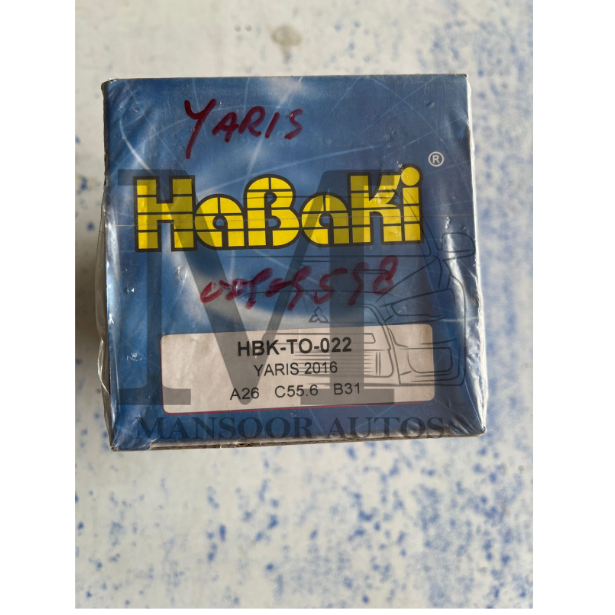 YARIS
HaBaKi®
HBK-TO-022
YARIS 2016
A26 C55.6 B31
MANSOOR AUTOS